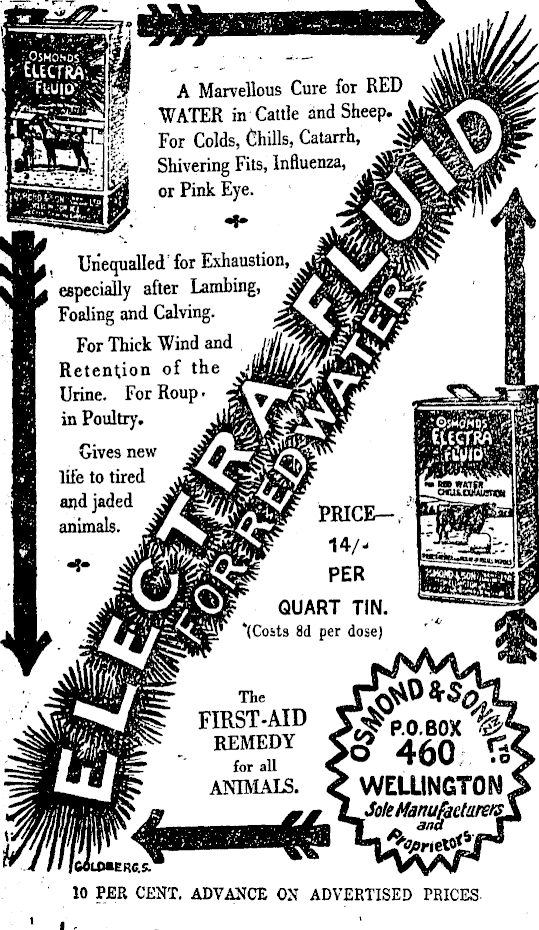 OSMONDS
ELECTRA
FLUID
A Marvellous Cure for RED
WATER in Cattle and Sheep.
For Colds, Chills, Catarrh,
Shivering Fits, Influenza,
or Pink Eye.
Unequalled for Exhaustion,
especially after Lambing,
Foaling and Calving.
For Thick Wind and
Retention of the
Urine. For Roup
in Poultry.
Gives new
life to tired
and jaded
animals.
ELECTRA FLUID
FOR RED WATER
OSMONDS
ELECTRA
FLUID
FOR RED WATER
CHILLS, EXHAUSTION
PRICE—
14/-
PER
QUART TIN.
(Costs 8d per dose)
The
FIRST-AID
REMEDY
for all
ANIMALS.
OSMOND & SON (N.Z.) LTD
P.O. BOX
460
WELLINGTON
Sole Manufacturers
and
Proprietors.
GOLDBERG, S.
10 PER CENT. ADVANCE ON ADVERTISED PRICES.